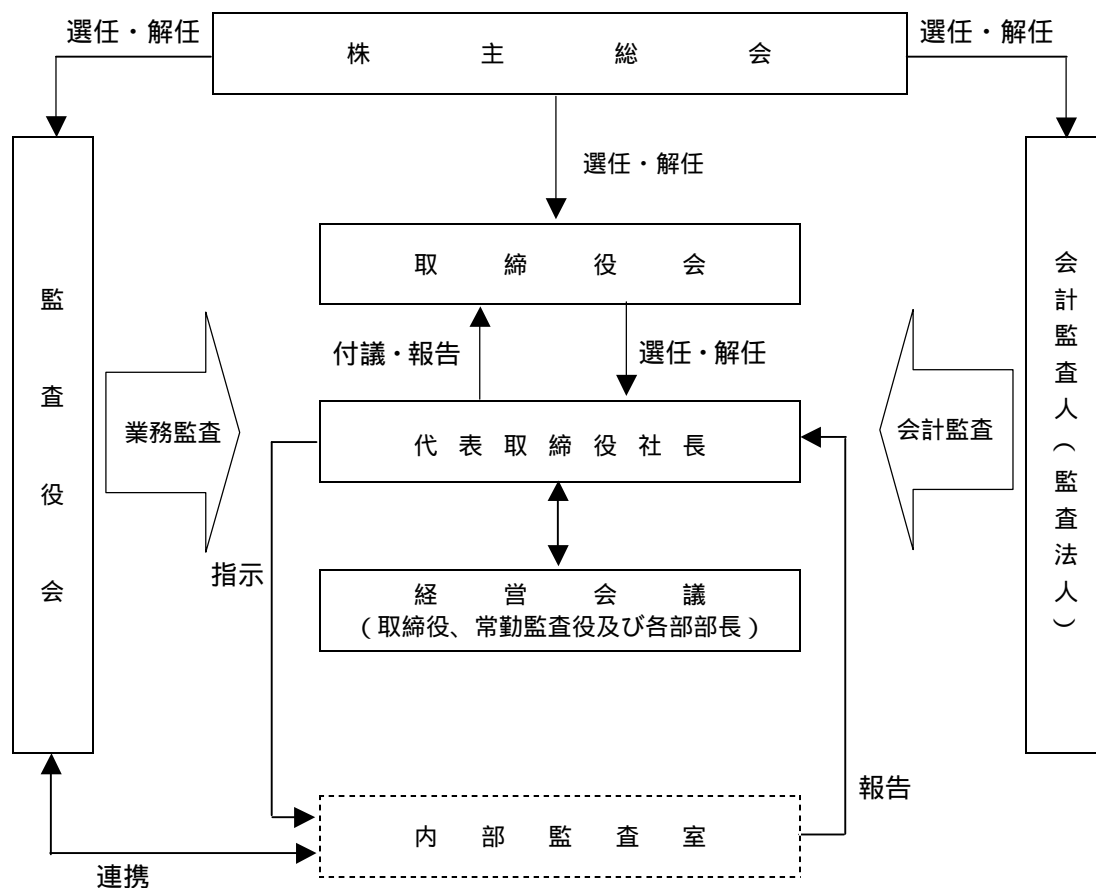 選任・解任
株主総会
選任・解任
選任・解任
取締役会
付議・報告
選任・解任
監査役会
業務監査
代表取締役社長
会計監査
会計監査人(監査法人)
指示
経営会議
(取締役、常勤監査役及び各部部長)
報告
内部監査室
連携